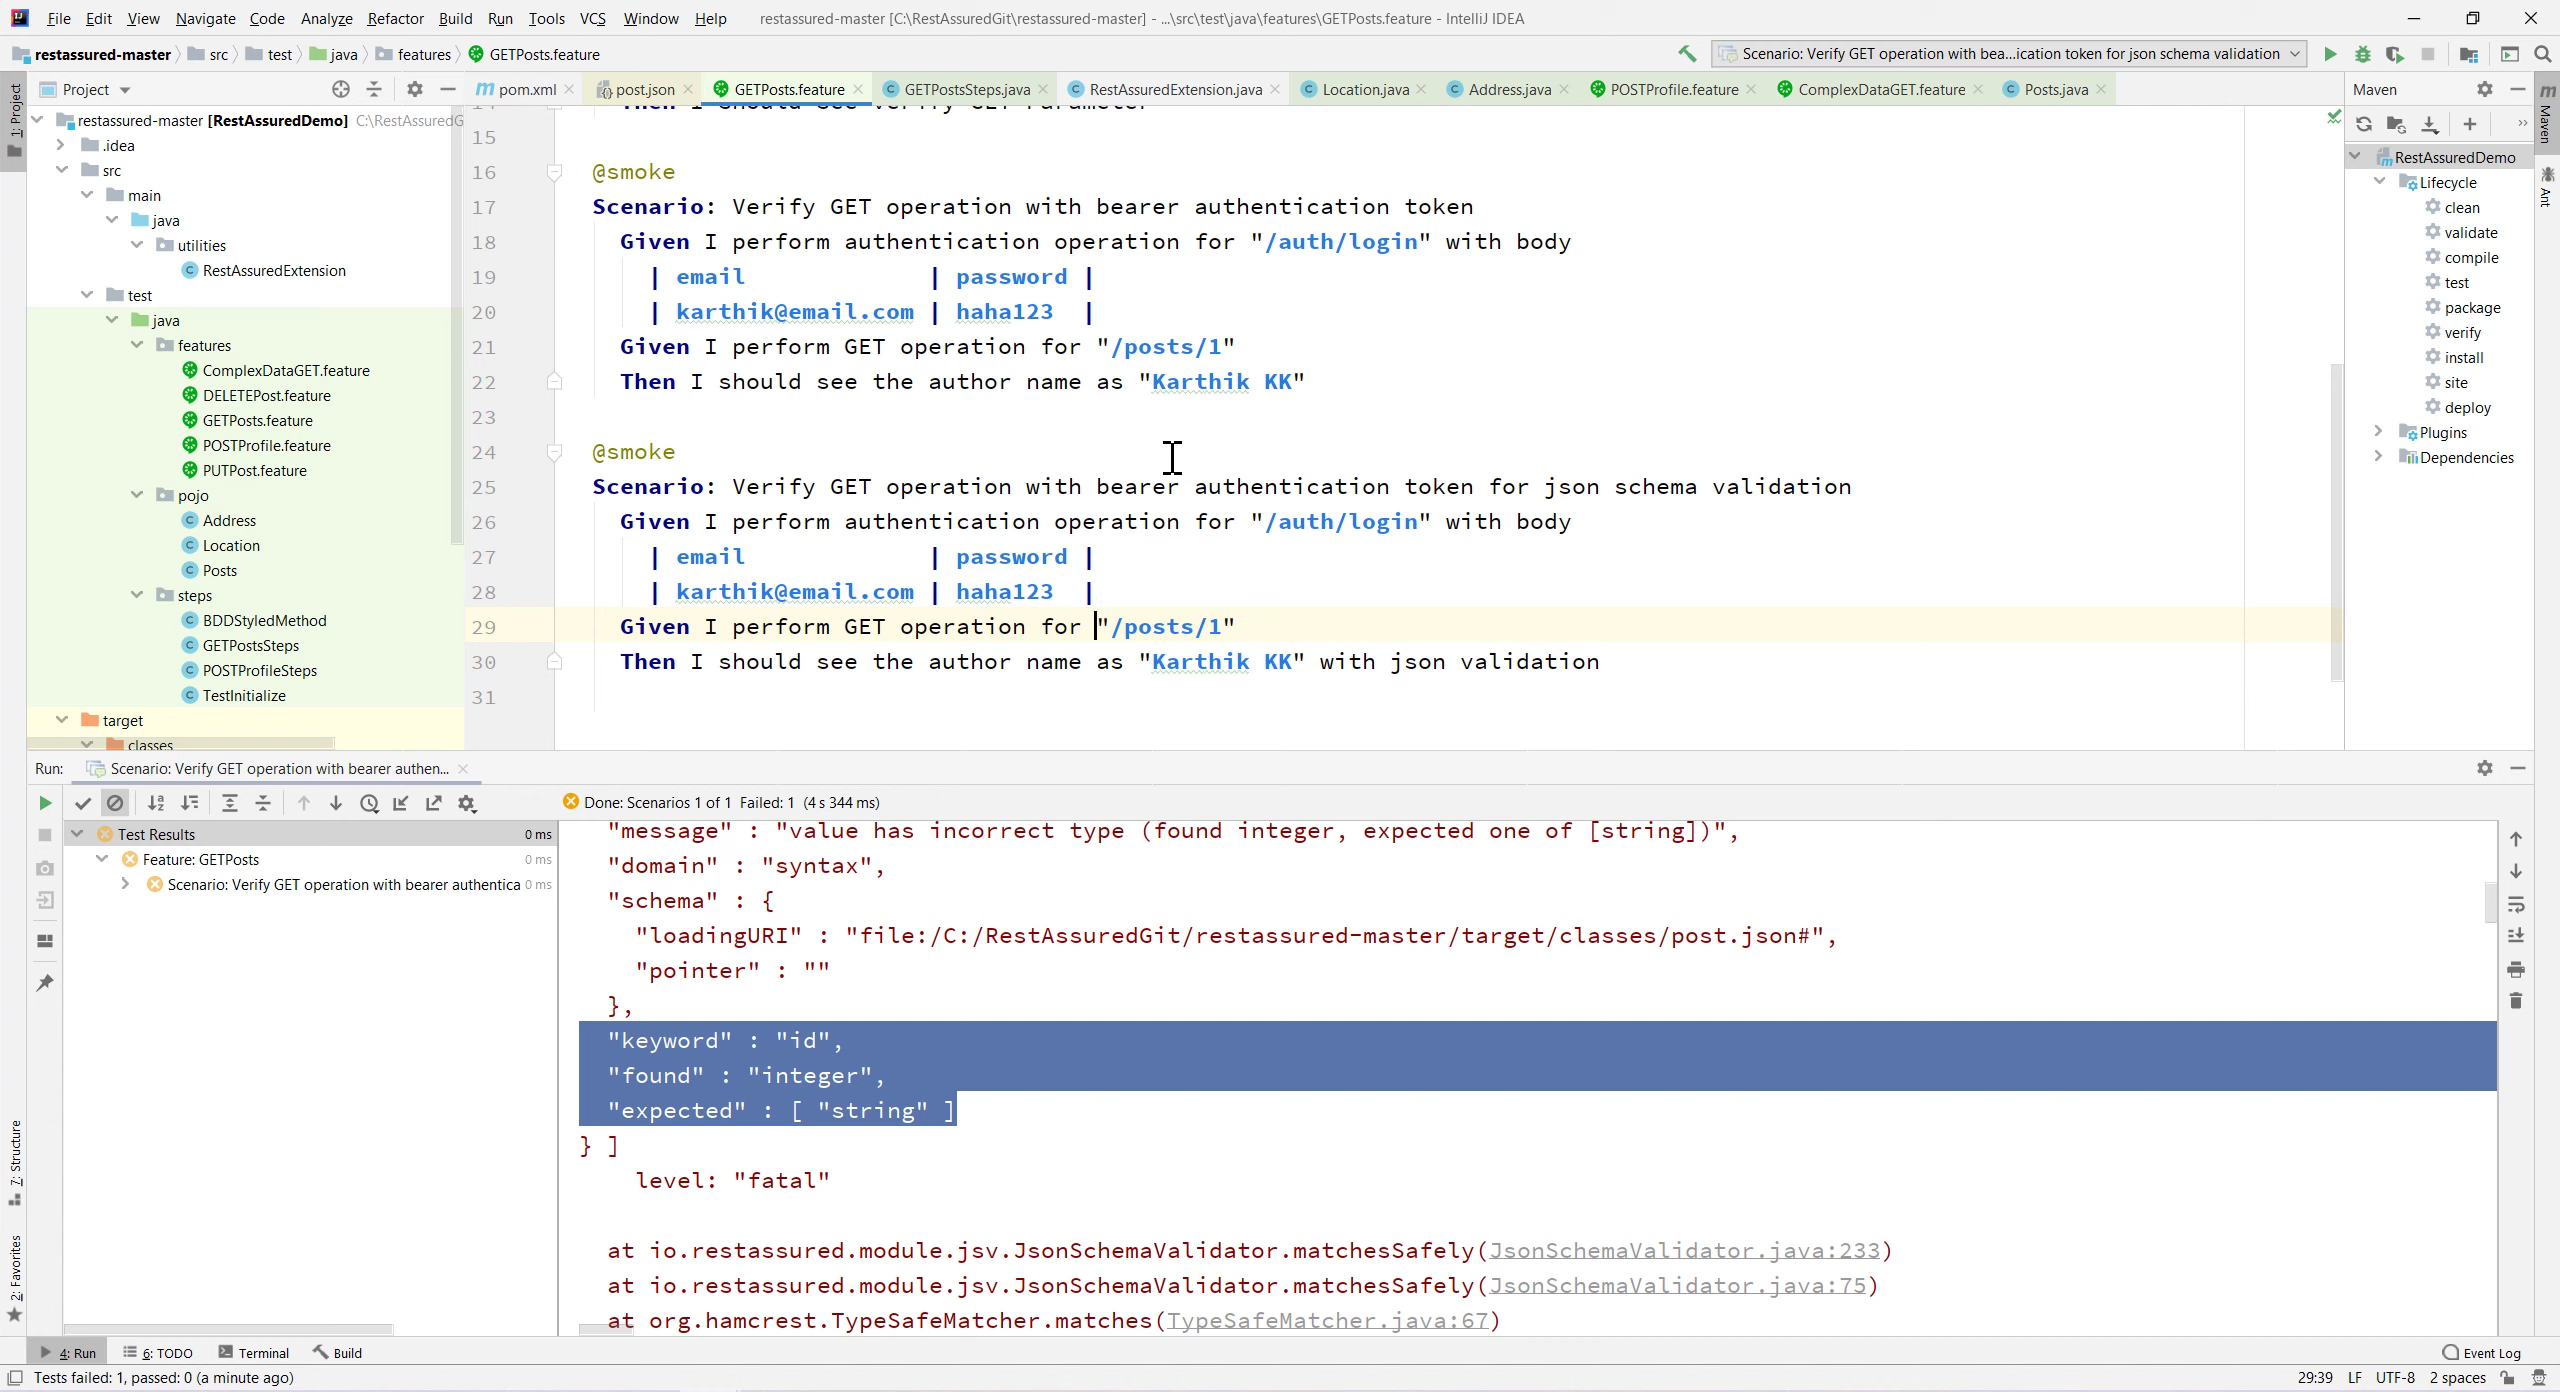 File Edit View Navigate Code Analyze Refactor Build Run Tools VCS Window Help restassured-master [C:\RestAssuredGit\restassured-master] - ...\src\test\java\features\GETPosts.feature - IntelliJ IDEA
restassured-master src test java features GETPosts.feature Scenario: Verify GET operation with bea...ication token for json schema validation
Project pom.xml post.json GETPosts.feature GETPostsSteps.java RestAssuredExtension.java Location.java Address.java POSTProfile.feature ComplexDataGET.feature Posts.java Maven
1: Project
restassured-master [RestAssuredDemo] C:\RestAssuredG
.idea
src
main
java
utilities
RestAssuredExtension
test
java
features
ComplexDataGET.feature
DELETEPost.feature
GETPosts.feature
POSTProfile.feature
PUTPost.feature
pojo
Address
Location
Posts
steps
BDDStyledMethod
GETPostsSteps
POSTProfileSteps
TestInitialize
target
classes
14 Then I should see verify GET Parameter
15
16 @smoke
17 Scenario: Verify GET operation with bearer authentication token
18 Given I perform authentication operation for "/auth/login" with body
19 | email | password |
20 | karthik@email.com | haha123 |
21 Given I perform GET operation for "/posts/1"
22 Then I should see the author name as "Karthik KK"
23
24 @smoke
25 Scenario: Verify GET operation with bearer authentication token for json schema validation
26 Given I perform authentication operation for "/auth/login" with body
27 | email | password |
28 | karthik@email.com | haha123 |
29 Given I perform GET operation for "/posts/1"
30 Then I should see the author name as "Karthik KK" with json validation
31
RestAssuredDemo
Lifecycle
clean
validate
compile
test
package
verify
install
site
deploy
Plugins
Dependencies
Maven
Ant
Run: Scenario: Verify GET operation with bearer authen...
Done: Scenarios 1 of 1 Failed: 1 (4 s 344 ms)
Test Results 0 ms
Feature: GETPosts 0 ms
Scenario: Verify GET operation with bearer authentica 0 ms
"message" : "value has incorrect type (found integer, expected one of [string])",
"domain" : "syntax",
"schema" : {
"loadingURI" : "file:/C:/RestAssuredGit/restassured-master/target/classes/post.json#",
"pointer" : ""
},
"keyword" : "id",
"found" : "integer",
"expected" : [ "string" ]
} ]
level: "fatal"
at io.restassured.module.jsv.JsonSchemaValidator.matchesSafely(JsonSchemaValidator.java:233)
at io.restassured.module.jsv.JsonSchemaValidator.matchesSafely(JsonSchemaValidator.java:75)
at org.hamcrest.TypeSafeMatcher.matches(TypeSafeMatcher.java:67)
7: Structure
2: Favorites
4: Run 6: TODO Terminal Build Event Log
Tests failed: 1, passed: 0 (a minute ago) 29:39 LF UTF-8 2 spaces